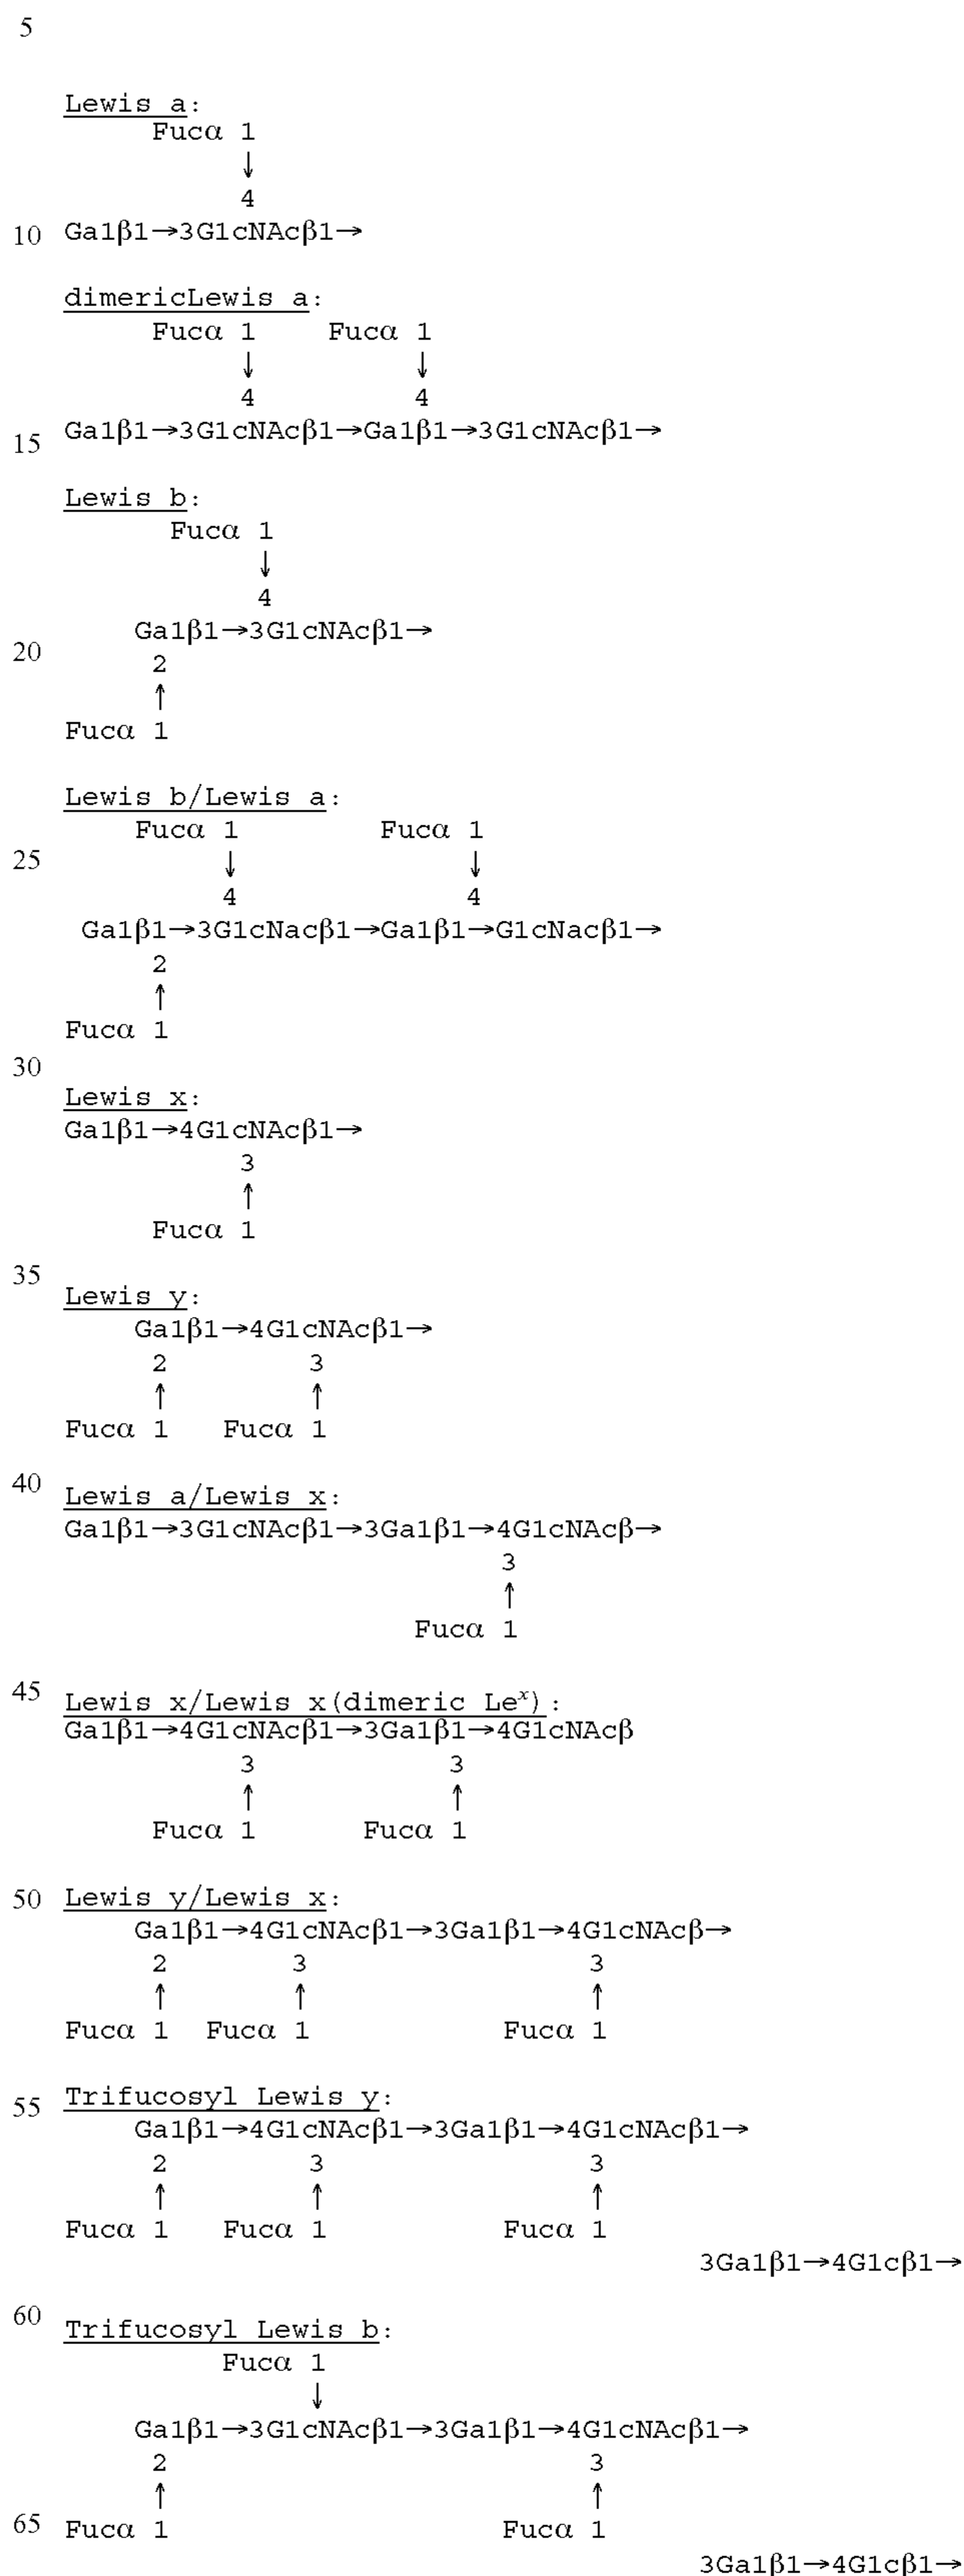 5
Lewis a:
Fucα 1
↓
4
10 Ga1β1→3G1cNAcβ1→
dimericLewis a:
Fucα 1 Fucα 1
↓ ↓
4 4
15 Ga1β1→3G1cNAcβ1→Ga1β1→3G1cNAcβ1→
Lewis b:
Fucα 1
↓
4
Ga1β1→3G1cNAcβ1→
20
2
↑
Fucα 1
Lewis b/Lewis a:
Fucα 1 Fucα 1
25 ↓ ↓
4 4
Ga1β1→3G1cNacβ1→Ga1β1→G1cNacβ1→
2
↑
Fucα 1
30
Lewis x:
Ga1β1→4G1cNAcβ1→
3
↑
Fucα 1
35
Lewis y:
Ga1β1→4G1cNAcβ1→
2 3
↑ ↑
Fucα 1 Fucα 1
40
Lewis a/Lewis x:
Ga1β1→3G1cNAcβ1→3Ga1β1→4G1cNAcβ→
3
↑
Fucα 1
45
Lewis x/Lewis x(dimeric Leˣ):
Ga1β1→4G1cNAcβ1→3Ga1β1→4G1cNAcβ
3 3
↑ ↑
Fucα 1 Fucα 1
50 Lewis y/Lewis x:
Ga1β1→4G1cNAcβ1→3Ga1β1→4G1cNAcβ→
2 3 3
↑ ↑ ↑
Fucα 1 Fucα 1 Fucα 1
55 Trifucosyl Lewis y:
Ga1β1→4G1cNAcβ1→3Ga1β1→4G1cNAcβ1→
2 3 3
↑ ↑ ↑
Fucα 1 Fucα 1 Fucα 1
3Ga1β1→4G1cβ1→
60 Trifucosyl Lewis b:
Fucα 1
↓
Ga1β1→3G1cNAcβ1→3Ga1β1→4G1cNAcβ1→
2 3
↑ ↑
65 Fucα 1 Fucα 1
3Ga1β1→4G1cβ1→